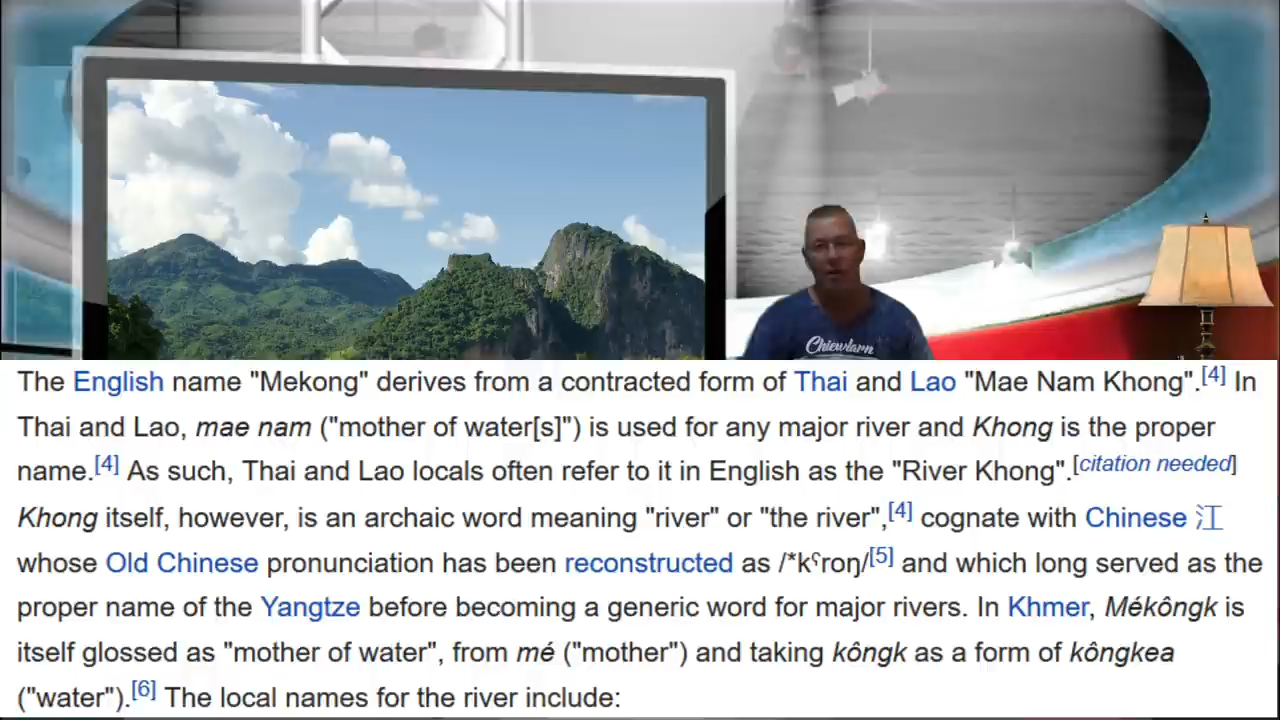 Chiewlarn
The English name "Mekong" derives from a contracted form of Thai and Lao "Mae Nam Khong".[4] In
Thai and Lao, mae nam ("mother of water[s]") is used for any major river and Khong is the proper
name.[4] As such, Thai and Lao locals often refer to it in English as the "River Khong".[citation needed]
Khong itself, however, is an archaic word meaning "river" or "the river",[4] cognate with Chinese 江
whose Old Chinese pronunciation has been reconstructed as /*kˤroŋ/[5] and which long served as the
proper name of the Yangtze before becoming a generic word for major rivers. In Khmer, Mékôngk is
itself glossed as "mother of water", from mé ("mother") and taking kôngk as a form of kôngkea
("water").[6] The local names for the river include: